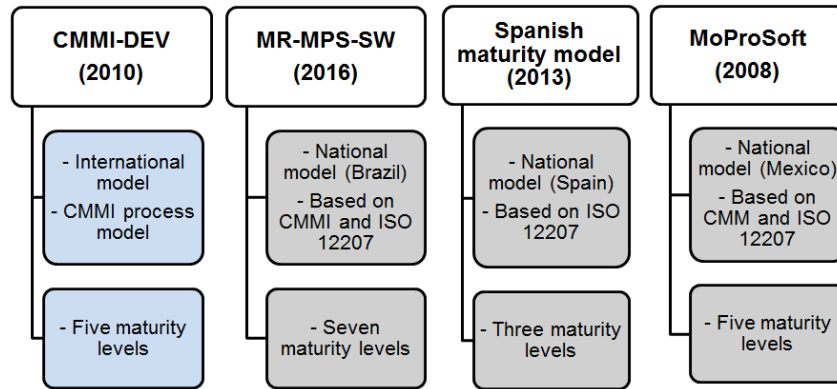 CMMI-DEV
(2010)
- International
model
- CMMI process
model
- Five maturity
levels
MR-MPS-SW
(2016)
- National
model (Brazil)
- Based on
CMMI and ISO
12207
- Seven
maturity levels
Spanish
maturity model
(2013)
- National
model (Spain)
- Based on ISO
12207
- Three maturity
levels
MoProSoft
(2008)
- National
model (Mexico)
- Based on
CMM and ISO
12207
- Five maturity
levels